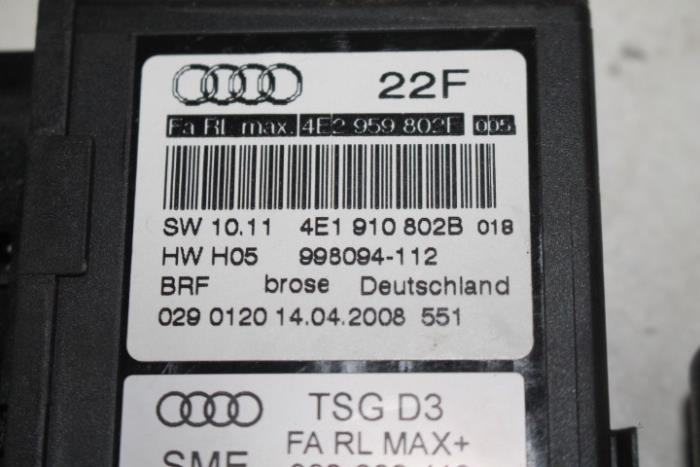 22F
Fa RL max. 4E2 959 802F 005
SW 10.11 4E1 910 802B 018
HW H05 998094-112
BRF brose Deutschland
029 0120 14.04.2008 551
TSG D3
FA RL MAX+
SME